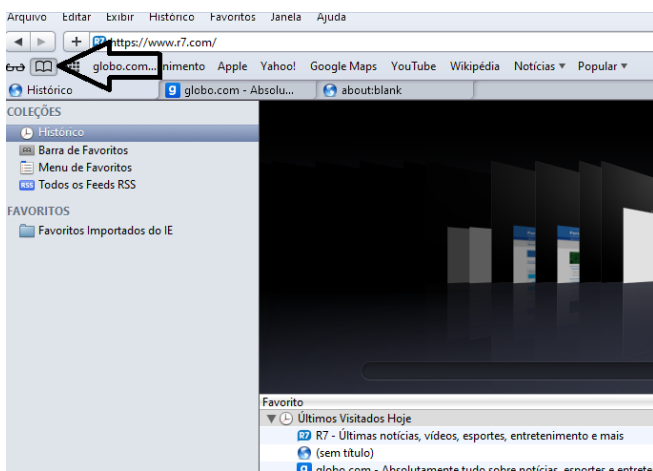 Arquivo Editar Exibir Histórico Favoritos Janela Ajuda
R7 https://www.r7.com/
globo.com... nimento Apple Yahoo! Google Maps YouTube Wikipédia Notícias Popular
Histórico g globo.com - Absolu... about:blank
COLEÇÕES
Histórico
Barra de Favoritos
Menu de Favoritos
RSS Todos os Feeds RSS
FAVORITOS
Favoritos Importados do IE
Favorito
Últimos Visitados Hoje
R7 R7 - Últimas notícias, vídeos, esportes, entretenimento e mais
(sem título)
g globo.com - Absolutamente tudo sobre notícias, esportes e entrete